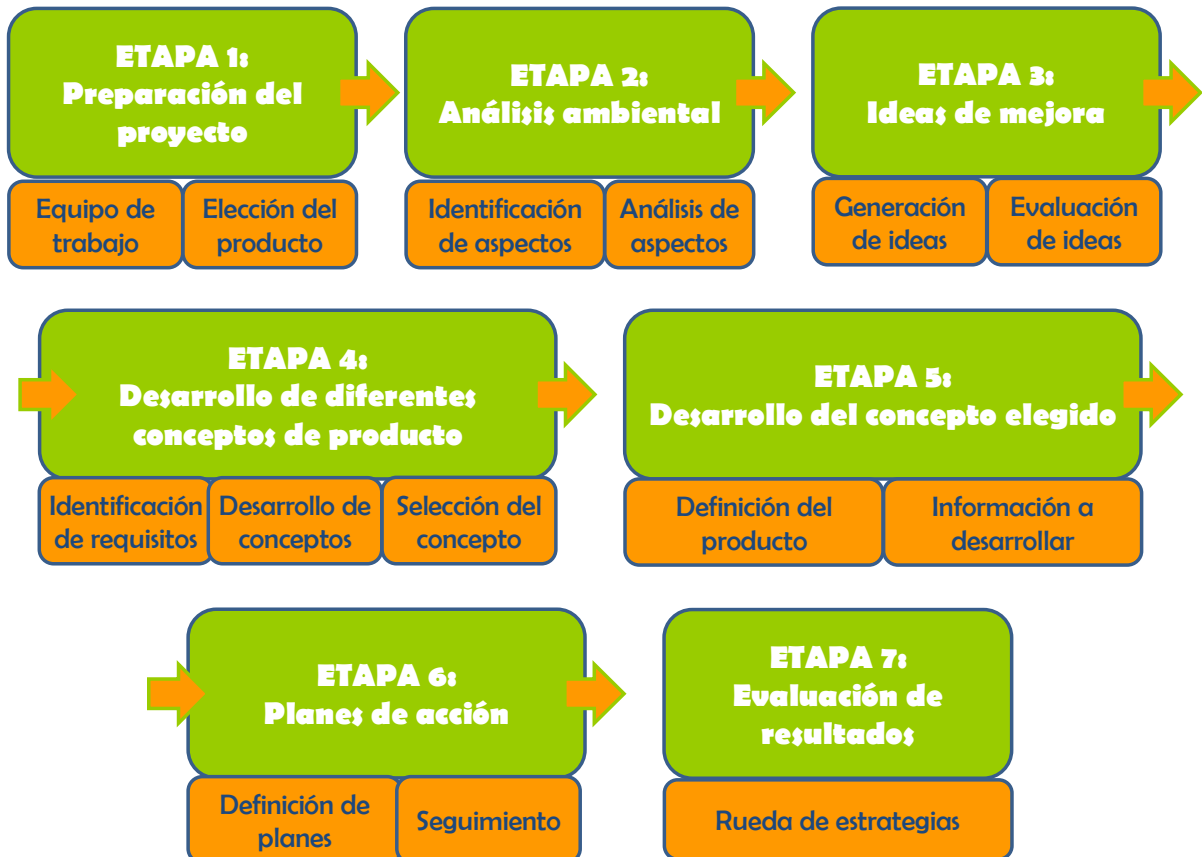 ETAPA 1:
Preparación del
proyecto
Equipo de
trabajo
Elección del
producto
ETAPA 2:
Análisis ambiental
Identificación
de aspectos
Análisis de
aspectos
ETAPA 3:
Ideas de mejora
Generación
de ideas
Evaluación
de ideas
ETAPA 4:
Desarrollo de diferentes
conceptos de producto
Identificación
de requisitos
Desarrollo de
conceptos
Selección del
concepto
ETAPA 5:
Desarrollo del concepto elegido
Definición del
producto
Información a
desarrollar
ETAPA 6:
Planes de acción
Definición de
planes
Seguimiento
ETAPA 7:
Evaluación de
resultados
Rueda de estrategias